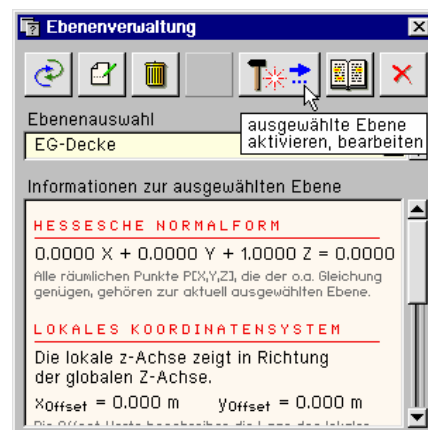 Ebenenverwaltung
Ebenenauswahl
ausgewählte Ebene
aktivieren, bearbeiten
EG-Decke
Informationen zur ausgewählten Ebene
HESSESCHE NORMALFORM
0.0000 X + 0.0000 Y + 1.0000 Z = 0.0000
Alle räumlichen Punkte P[X,Y,Z], die der o.a. Gleichung
genügen, gehören zur aktuell ausgewählten Ebene.
LOKALES KOORDINATENSYSTEM
Die lokale z-Achse zeigt in Richtung
der globalen Z-Achse.
xOffset = 0.000 m yOffset = 0.000 m